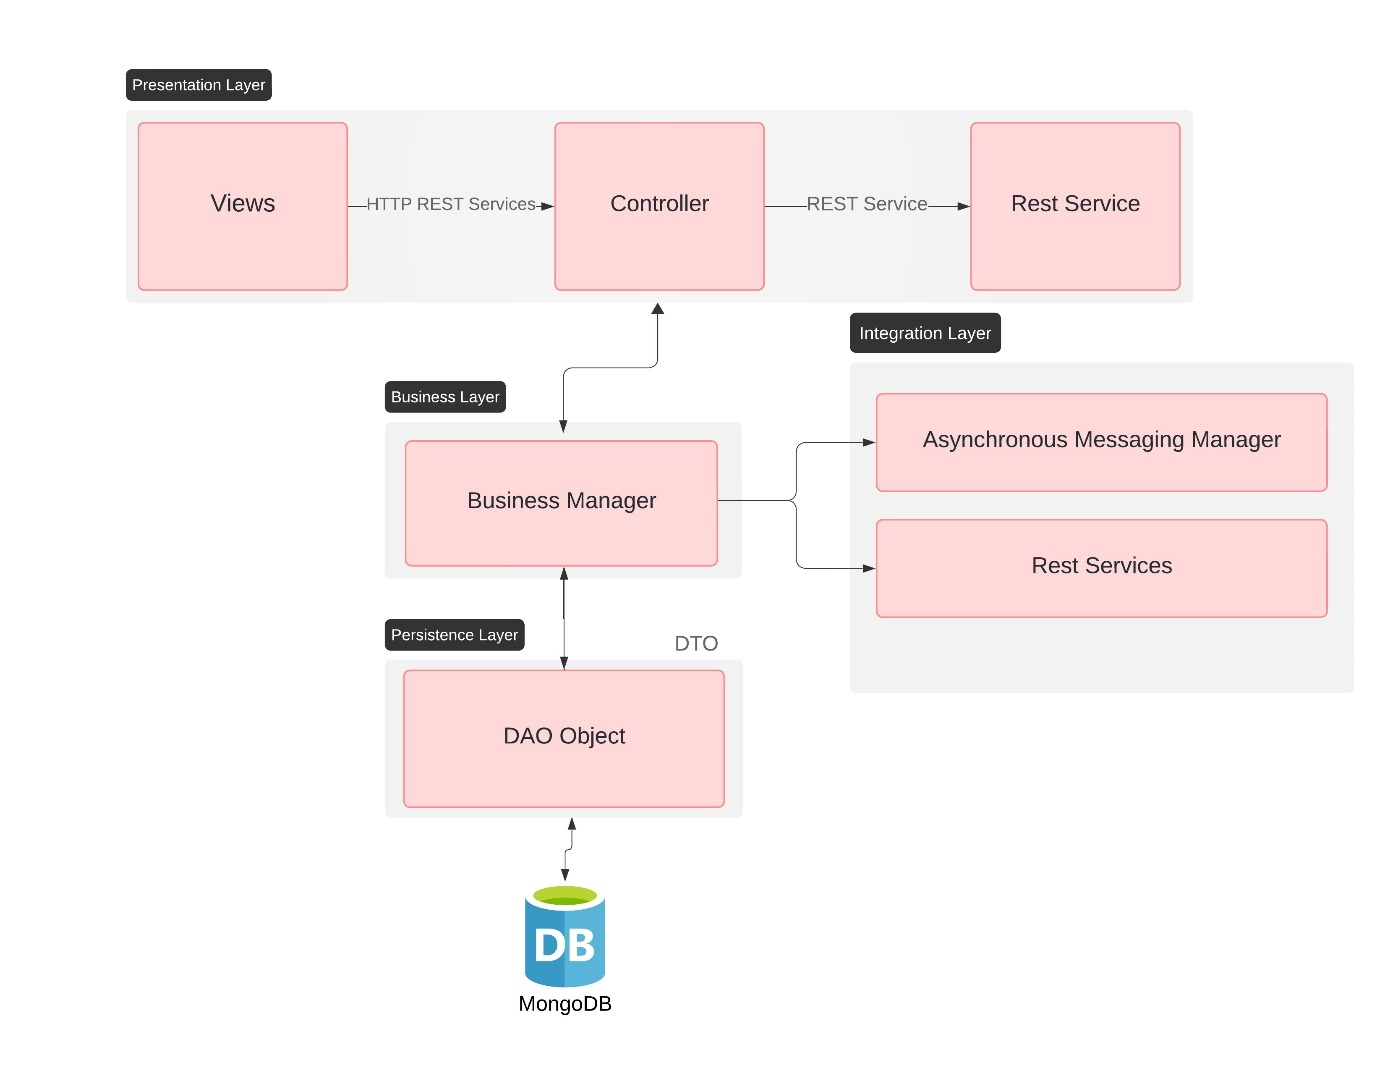 Presentation Layer
Views
HTTP REST Services
Controller
REST Service
Rest Service
Integration Layer
Business Layer
Asynchronous Messaging Manager
Business Manager
Rest Services
Persistence Layer
DTO
DAO Object
DB
MongoDB